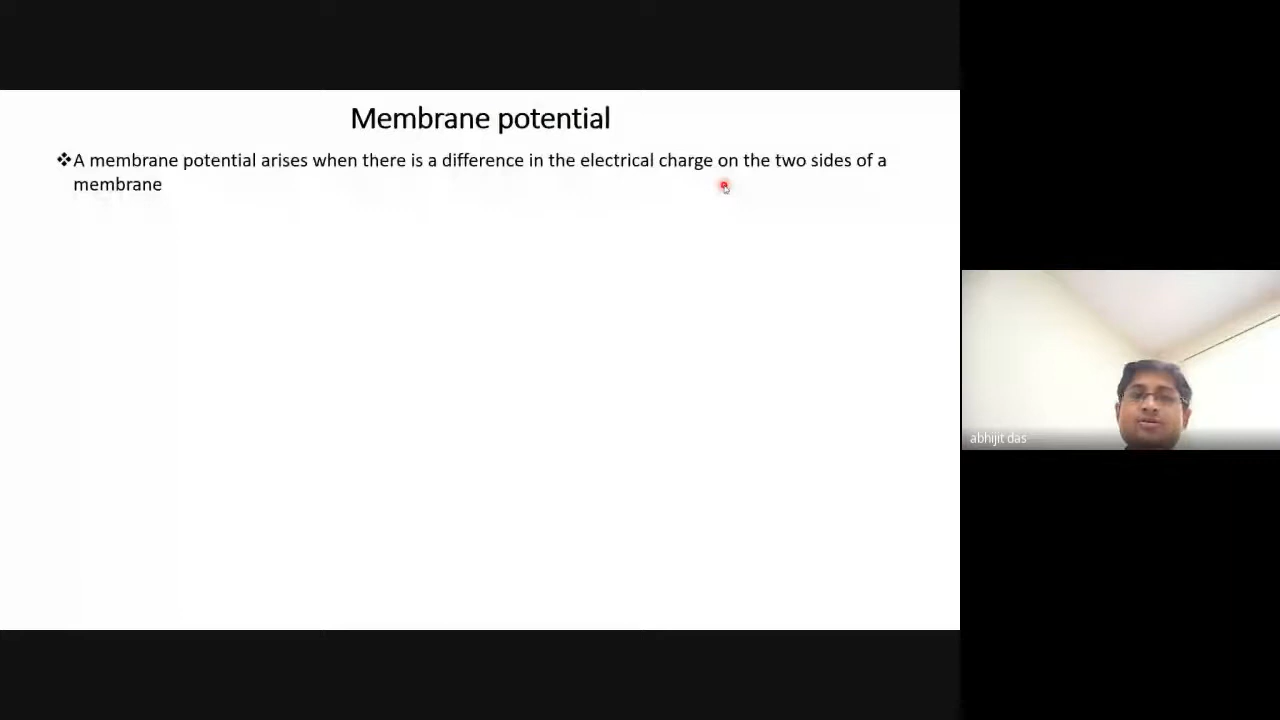 Membrane potential
❖A membrane potential arises when there is a difference in the electrical charge on the two sides of a
membrane
abhijit das